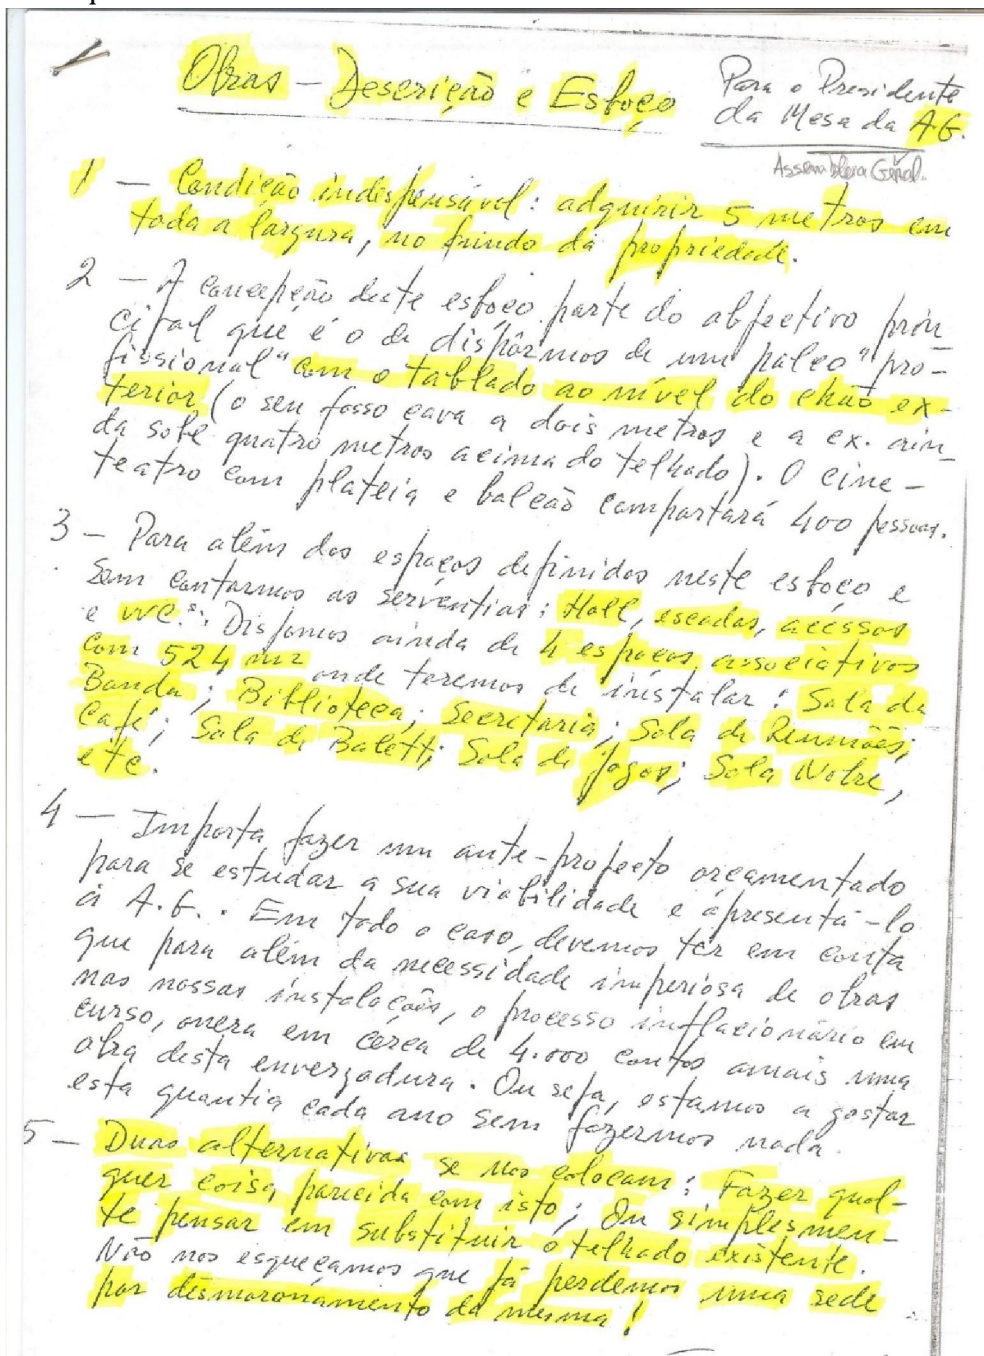 Obras – Descrição e Esboço
Para o Presidente
da Mesa da A.G.
Assembleia Geral.
1 – Condição indispensável: adquirir 5 metros em
toda a largura, no fundo da propriedade.
2 – A concepção deste esboço parte do objectivo prin
cipal que é o de dispôrmos de um palco "pro-
fissional" com o tablado ao nível do chão ex-
terior (o seu fosso cava a dois metros e a ex. ain_
da sobe quatro metros acima do telhado). O cine-
teatro com plateia e balcão comportará 400 pessoas.
3 – Para além dos espaços definidos neste esboço e
sem contarmos as serventias: Hall, escadas, acessos
e WC.s: Dispomos ainda de 4 espaços associativos
com 524 m2 onde teremos de instalar: Sala da
Banda; Biblioteca; Secretaria; Sala de Reuniões;
Café; Sala de Balett; Sala de jogos; Sala Nobre,
etc.
4 – Importa fazer um ante-projecto orçamentado
para se estudar a sua viabilidade e apresentá-lo
à A.G.. Em todo o caso, devemos ter em conta
que para além da necessidade imperiosa de obras
nas nossas instalações, o processo inflacionário em
curso, onera em cêrca de 4.000 contos anuais uma
obra desta envergadura. Ou seja, estamos a gastar
esta quantia cada ano sem fazermos nada.
5 – Duas alternativas se nos colocam: Fazer qual-
quer coisa parecida com isto; Ou simplesmen-
te pensar em substituir o telhado existente.
Não nos esqueçamos que já perdemos uma sede
por desmoronamento da mesma!